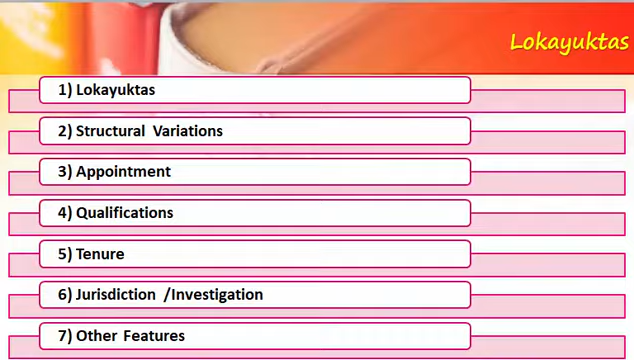 Lokayuktas
1) Lokayuktas
2) Structural Variations
3) Appointment
4) Qualifications
5) Tenure
6) Jurisdiction /Investigation
7) Other Features